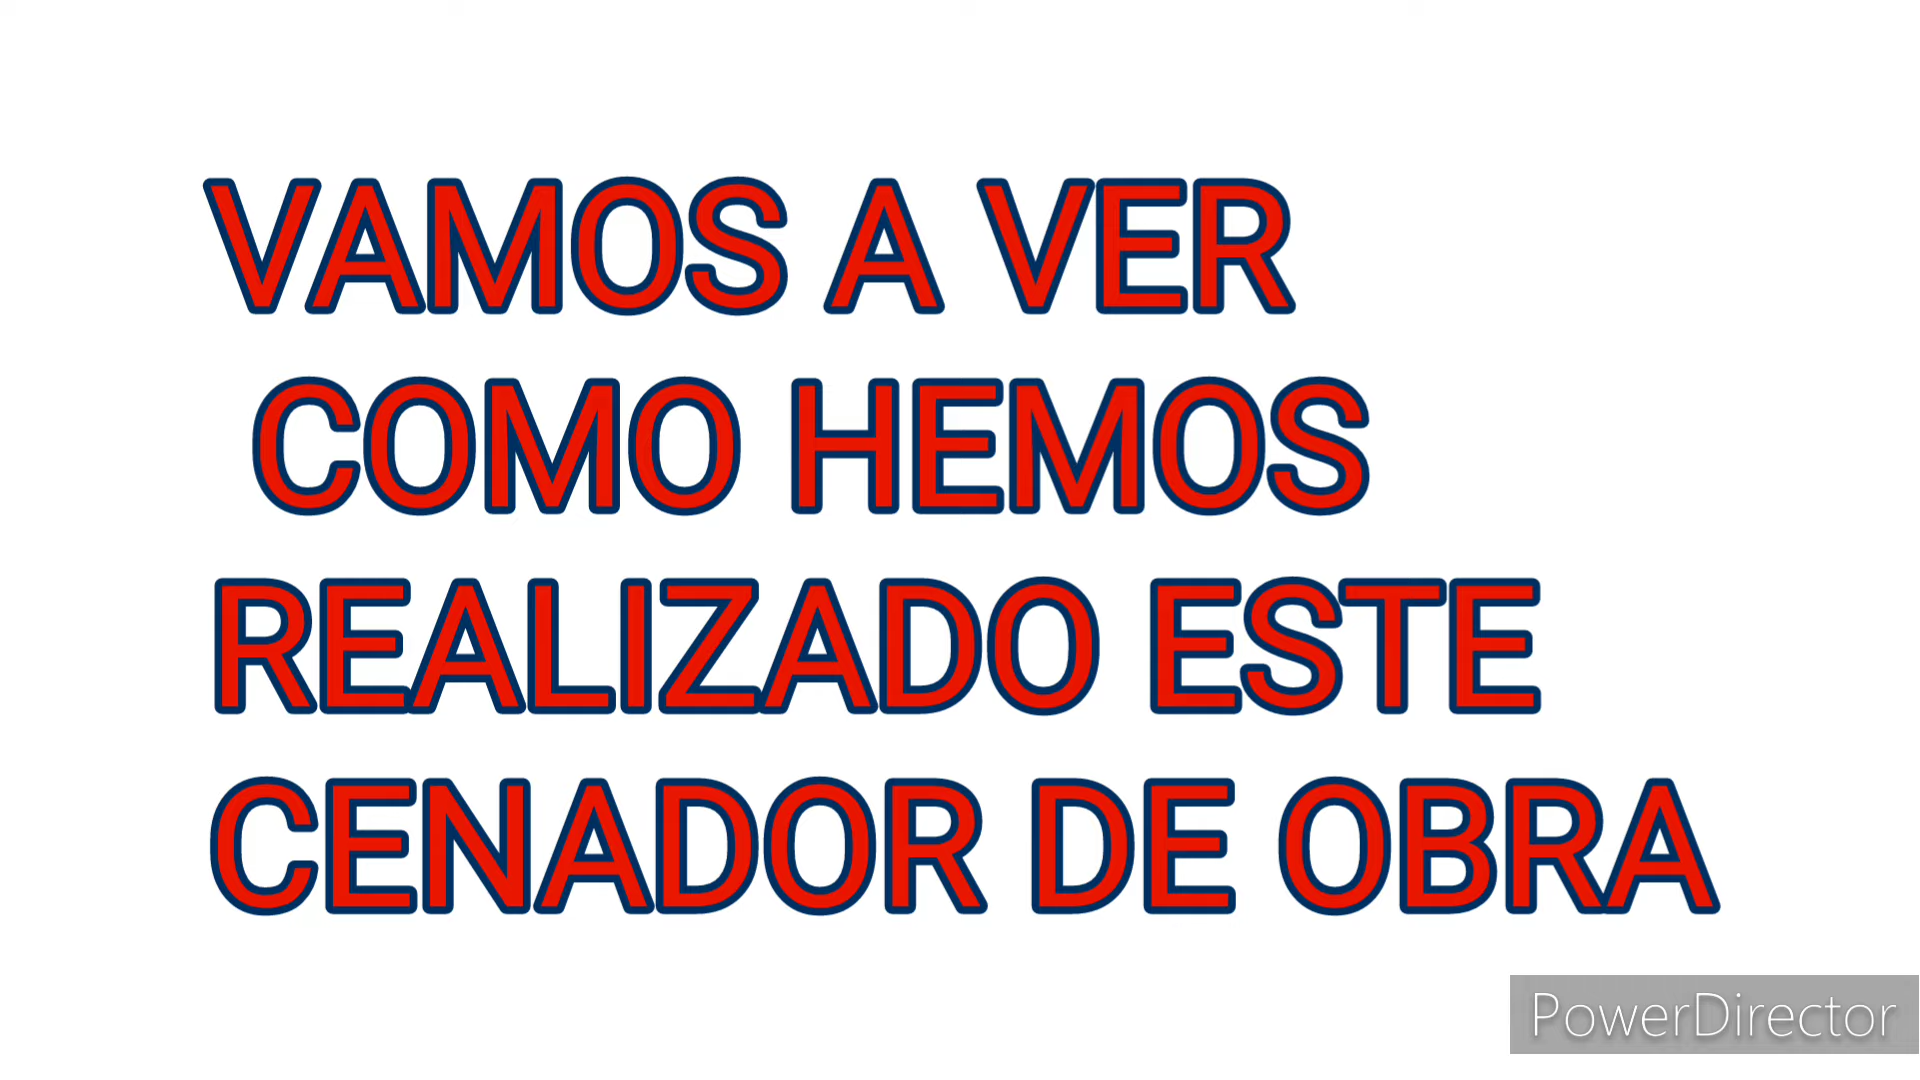 VAMOS A VER
COMO HEMOS
REALIZADO ESTE
CENADOR DE OBRA
PowerDirector